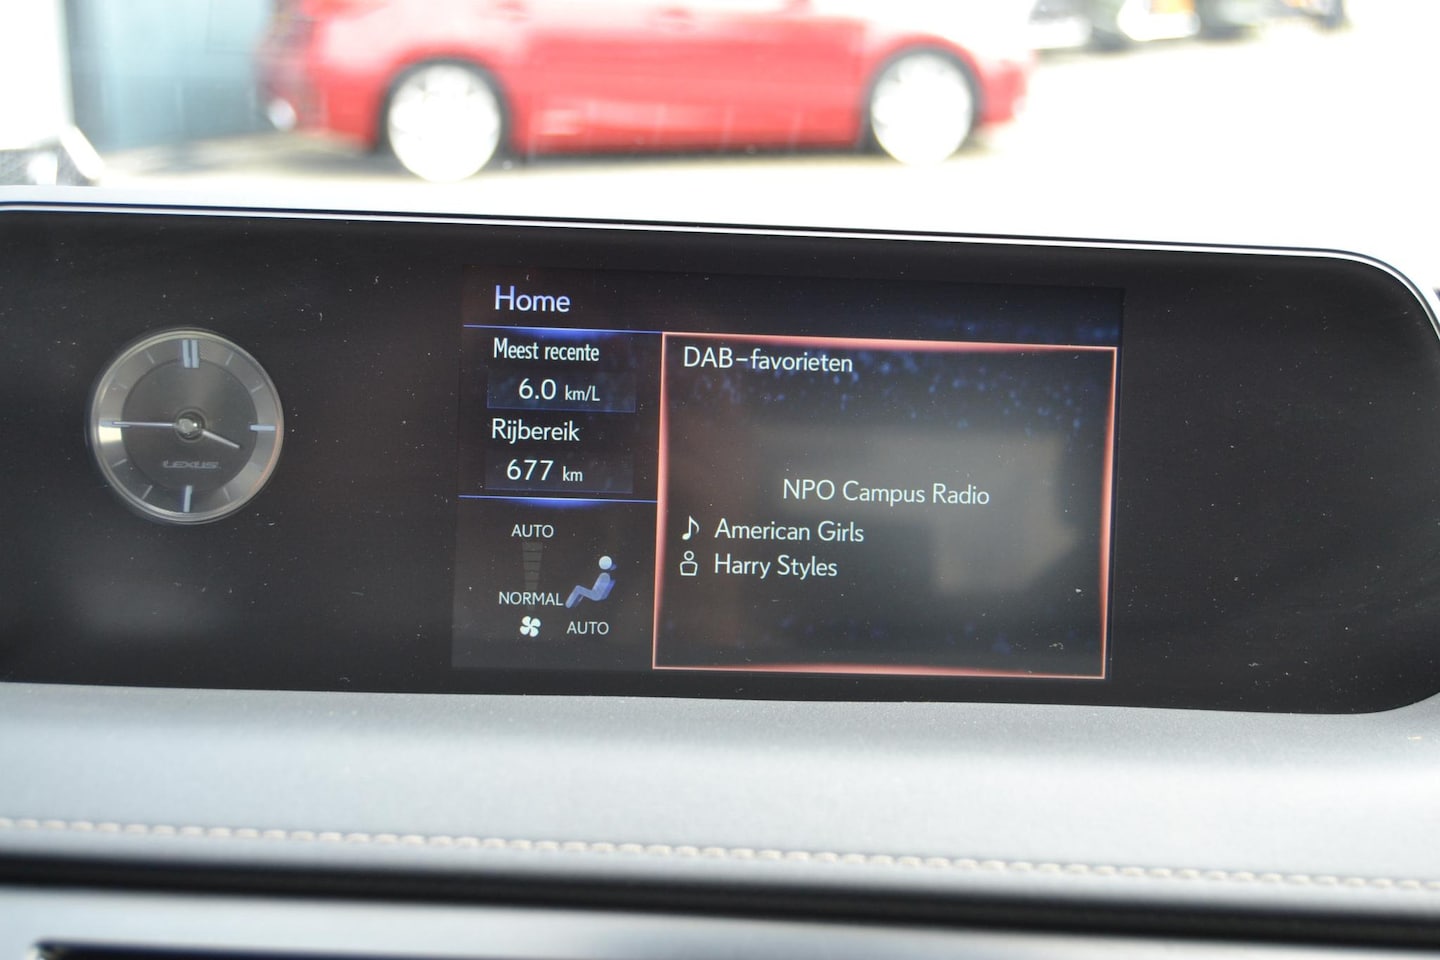 Home
Meest recente
6.0 km/L
Rijbereik
677 km
AUTO
NORMAL
AUTO
DAB-favorieten
NPO Campus Radio
American Girls
Harry Styles
LEXUS